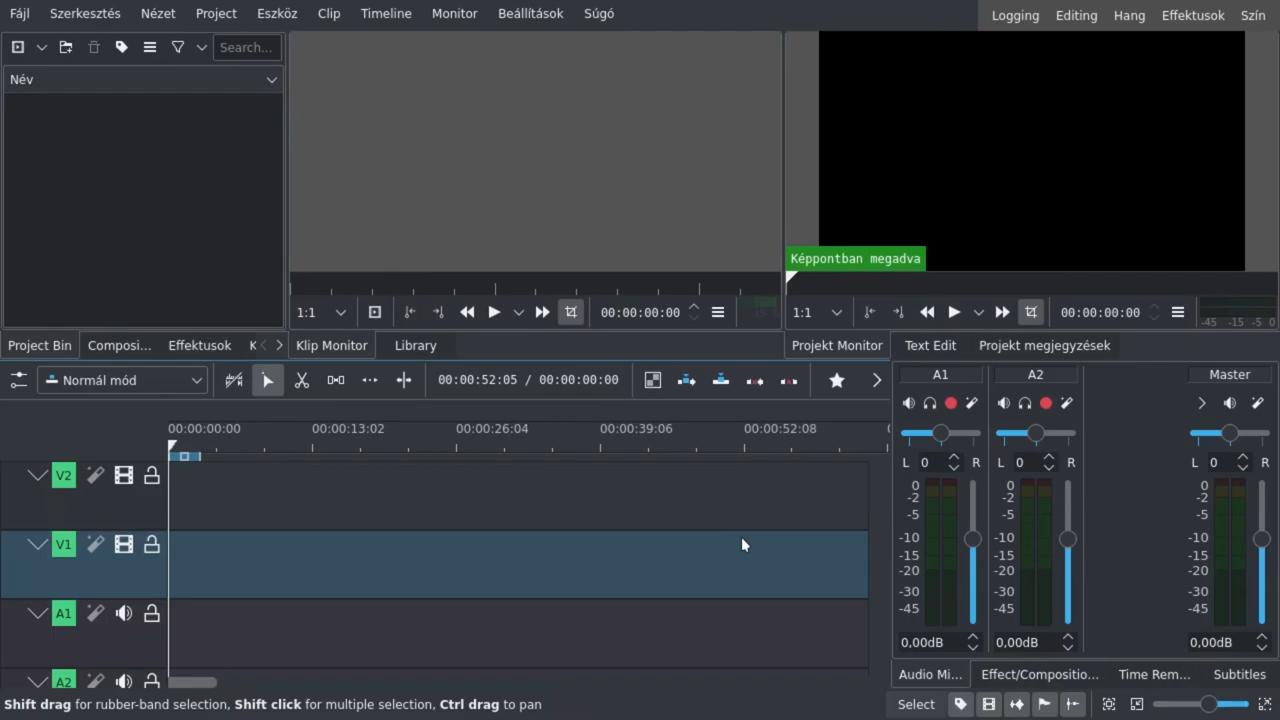 Fájl Szerkesztés Nézet Project Eszköz Clip Timeline Monitor Beállítások Súgó Logging Editing Hang Effektusok Szín
Search...
Név
Képpontban megadva
1:1 00:00:00:00 1:1 00:00:00:00 -45 -15 -5 0
Project Bin Composi... Effektusok Klip Monitor Library Projekt Monitor Text Edit Projekt megjegyzések
Normál mód 00:00:52:05 / 00:00:00:00 A1 A2 Master
00:00:00:00 00:00:13:02 00:00:26:04 00:00:39:06 00:00:52:08
L 0 R L 0 R L 0 R
V2
V1
A1
A2
0 0 0
-2 -2 -2
-5 -5 -5
-10 -10 -10
-15 -15 -15
-20 -20 -20
-30 -30 -30
-45 -45 -45
0,00dB 0,00dB 0,00dB
Audio Mi... Effect/Compositio... Time Rem... Subtitles
Shift drag for rubber-band selection, Shift click for multiple selection, Ctrl drag to pan Select